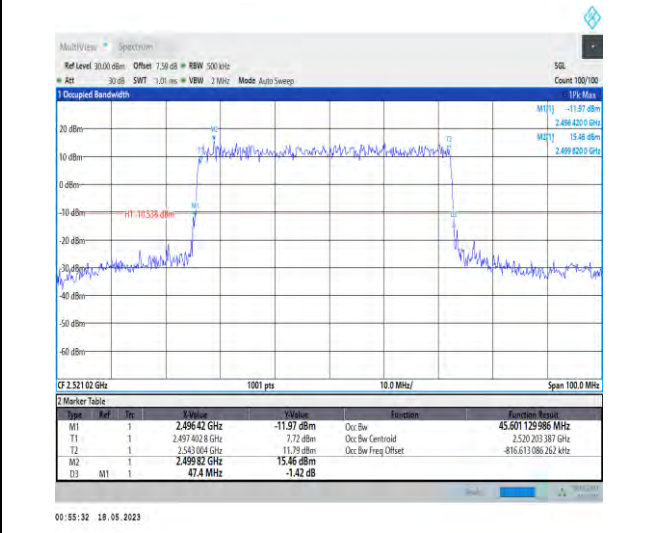 MultiView Spectrum
Ref Level 30.00 dBm Offset 7.58 dB RBW 500 kHz SGL
Att 30 dB SWT 1.01 ms VBW 2 MHz Mode Auto Sweep Count 100/100
1 Occupied Bandwidth 1Pk Max
M1[1] -11.97 dBm
2.496 420 0 GHz
M2[1] 15.46 dBm
2.499 820 0 GHz
20 dBm
M2
T2
T1
10 dBm
0 dBm
M1
-10 dBm
H1 -10.538 dBm
D3
-20 dBm
-30 dBm
-40 dBm
-50 dBm
-60 dBm
CF 2.521 02 GHz 1001 pts 10.0 MHz/ Span 100.0 MHz
2 Marker Table
Type Ref Trc X-Value Y-Value Function Function Result
M1 1 2.496 42 GHz -11.97 dBm Occ Bw 45.601 129 986 MHz
T1 1 2.497 402 8 GHz 7.72 dBm Occ Bw Centroid 2.520 203 387 GHz
T2 1 2.543 004 GHz 11.79 dBm Occ Bw Freq Offset -816.613 086 262 kHz
M2 1 2.499 82 GHz 15.46 dBm
D3 M1 1 47.4 MHz -1.42 dB
00:55:32 18.05.2023